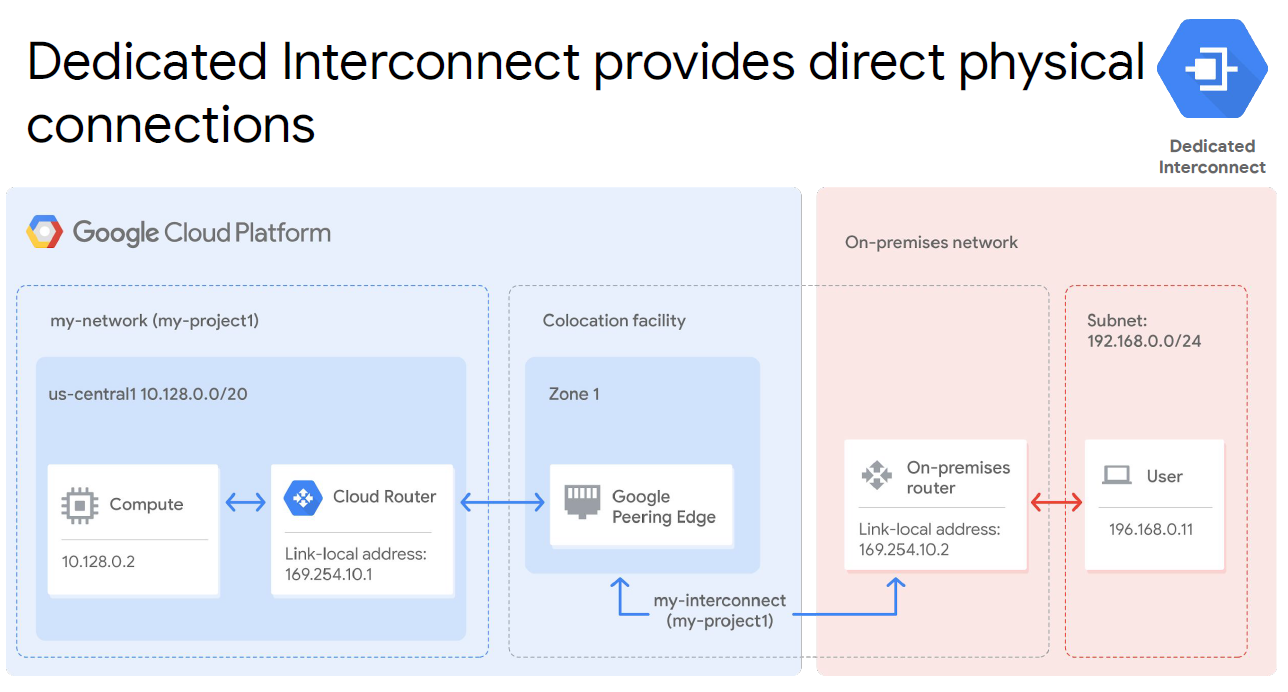 Dedicated Interconnect provides direct physical
connections
Dedicated
Interconnect
Google Cloud Platform
On-premises network
my-network (my-project1)
Colocation facility
Subnet:
192.168.0.0/24
us-central1 10.128.0.0/20
Zone 1
Compute
10.128.0.2
Cloud Router
Link-local address:
169.254.10.1
Google
Peering Edge
On-premises
router
Link-local address:
169.254.10.2
User
196.168.0.11
my-interconnect
(my-project1)